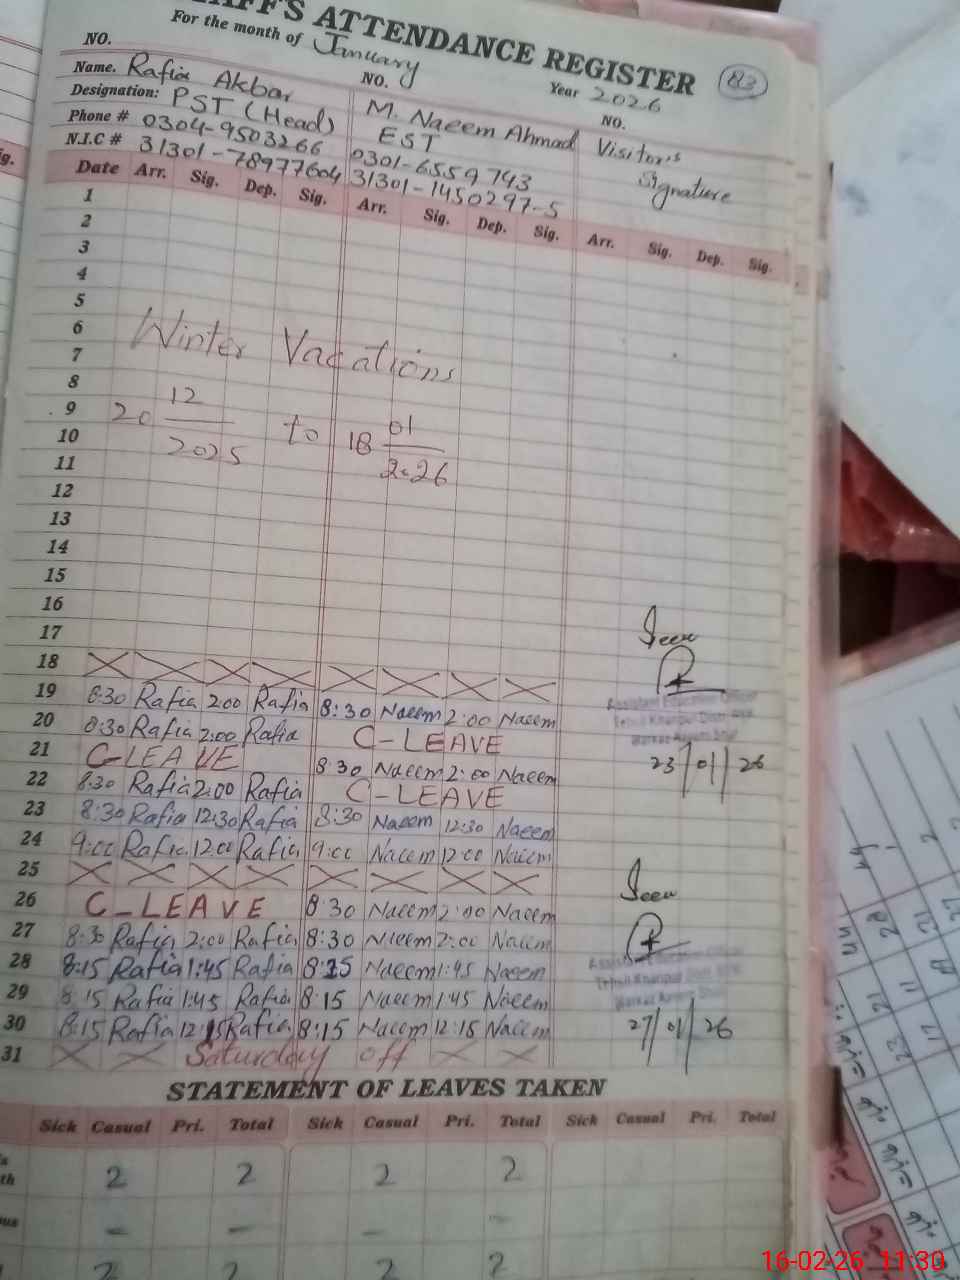 STAFF'S ATTENDANCE REGISTER
For the month of January Year 2026 83
NO. NO. NO.
Name. Rafia Akbar M. Naeem Ahmad Visitor's
Designation: PST (Head) EST Signature
Phone # 0304-9503266 0301-6559743
N.I.C # 31301-78977604 31301-1450297-5
Date Arr. Sig. Dep. Sig. Arr. Sig. Dep. Sig. Arr. Sig. Dep. Sig.
1
2
3
4
5
6
Winter Vacations
7
8
9
20 12/2025 to 18 01/2026
10
11
12
13
14
15
16
17
Seen
18
19 8:30 Rafia 2:00 Rafia 8:30 Naeem 2:00 Naeem
Assistant Education Officer
20 8:30 Rafia 2:00 Rafia C-LEAVE
21 C-LEAVE 8:30 Naeem 2:00 Naeem
23/01/26
22 8:30 Rafia 2:00 Rafia C-LEAVE
23 8:30 Rafia 12:30 Rafia 8:30 Naeem 12:30 Naeem
24 9:00 Rafia 12:00 Rafia 9:00 Naeem 12:00 Naeem
25
Seen
26 C-LEAVE 8:30 Naeem 2:00 Naeem
27 8:30 Rafia 2:00 Rafia 8:30 Naeem 2:00 Naeem
28 8:15 Rafia 1:45 Rafia 8:15 Naeem 1:45 Naeem
29 8:15 Rafia 1:45 Rafia 8:15 Naeem 1:45 Naeem
27/01/26
30 8:15 Rafia 12:15 Rafia 8:15 Naeem 12:15 Naeem
31 Saturday off
STATEMENT OF LEAVES TAKEN
Sick Casual Pri. Total Sick Casual Pri. Total Sick Casual Pri. Total
2 2 2 2
- - - -
2 2 2 2
16-02-26 11:30